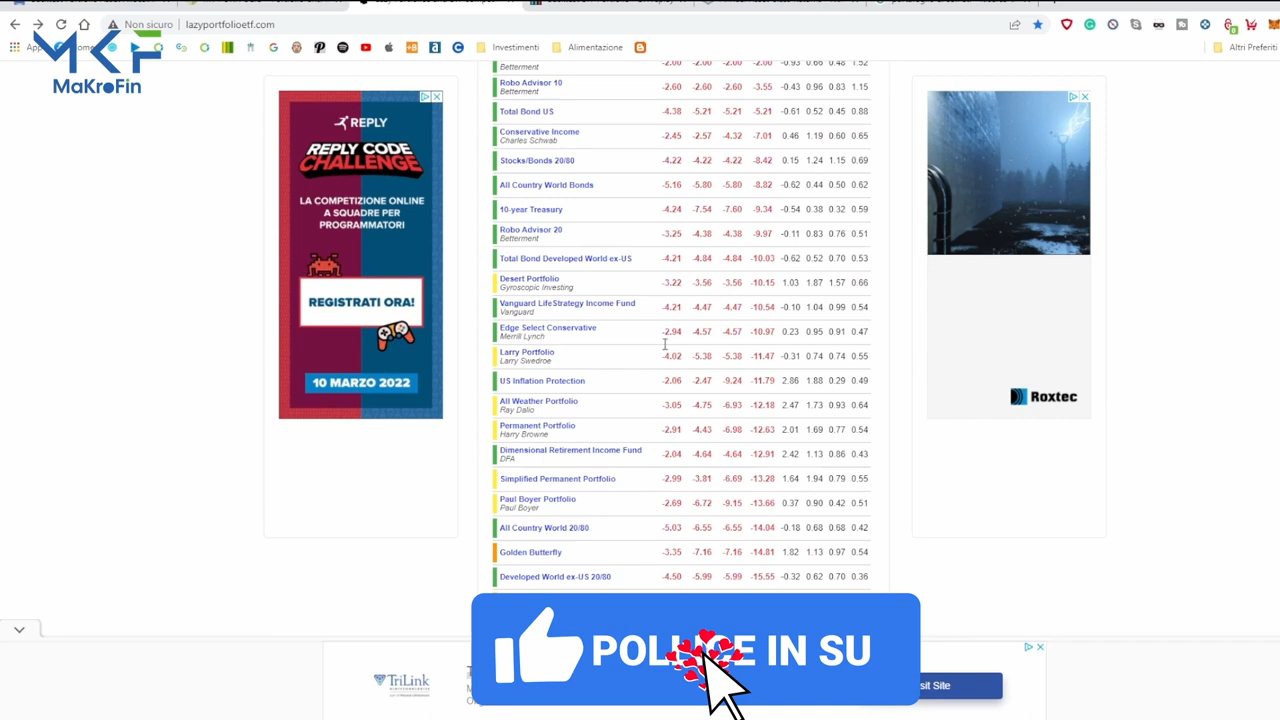 Non sicuro
lazyportfolioetf.com
Investimenti
Alimentazione
Altri Preferiti
MKF
MaKroFin
REPLY
REPLY CODE
CHALLENGE
LA COMPETIZIONE ONLINE
A SQUADRE PER
PROGRAMMATORI
REGISTRATI ORA!
10 MARZO 2022
Betterment -2.00 -2.00 -2.00 -2.00 -0.93 0.66 0.48 1.52
Robo Advisor 10 -2.60 -2.60 -2.60 -3.55 -0.43 0.96 0.83 1.15
Betterment
Total Bond US -4.38 -5.21 -5.21 -5.21 -0.61 0.52 0.45 0.88
Conservative Income -2.45 -2.57 -4.32 -7.01 0.46 1.19 0.60 0.65
Charles Schwab
Stocks/Bonds 20/80 -4.22 -4.22 -4.22 -8.42 0.15 1.24 1.15 0.69
All Country World Bonds -5.16 -5.80 -5.80 -8.82 -0.62 0.44 0.50 0.62
10-year Treasury -4.24 -7.54 -7.60 -9.34 -0.54 0.38 0.32 0.59
Robo Advisor 20 -3.25 -4.38 -4.38 -9.97 -0.11 0.83 0.76 0.51
Betterment
Total Bond Developed World ex-US -4.21 -4.84 -4.84 -10.03 -0.62 0.52 0.70 0.53
Desert Portfolio -3.22 -3.56 -3.56 -10.15 1.03 1.87 1.57 0.66
Gyroscopic Investing
Vanguard LifeStrategy Income Fund -4.21 -4.47 -4.47 -10.54 -0.10 1.04 0.99 0.54
Vanguard
Edge Select Conservative -2.94 -4.57 -4.57 -10.97 0.23 0.95 0.91 0.47
Merrill Lynch
Larry Portfolio -4.02 -5.38 -5.38 -11.47 -0.31 0.74 0.74 0.55
Larry Swedroe
US Inflation Protection -2.06 -2.47 -9.24 -11.79 2.86 1.88 0.29 0.49
All Weather Portfolio -3.05 -4.75 -6.93 -12.18 2.47 1.73 0.93 0.64
Ray Dalio
Permanent Portfolio -2.91 -4.43 -6.98 -12.63 2.01 1.69 0.77 0.54
Harry Browne
Dimensional Retirement Income Fund -2.04 -4.64 -4.64 -12.91 2.42 1.13 0.86 0.43
DFA
Simplified Permanent Portfolio -2.99 -3.81 -6.69 -13.28 1.64 1.94 0.79 0.55
Paul Boyer Portfolio -2.69 -6.72 -9.15 -13.66 0.37 0.90 0.42 0.51
Paul Boyer
All Country World 20/80 -5.03 -6.55 -6.55 -14.04 -0.18 0.68 0.68 0.42
Golden Butterfly -3.35 -7.16 -7.16 -14.81 1.82 1.13 0.97 0.54
Developed World ex-US 20/80 -4.50 -5.99 -5.99 -15.55 -0.32 0.62 0.70 0.36
Roxtec
POLLICE IN SU
TriLink
sit Site